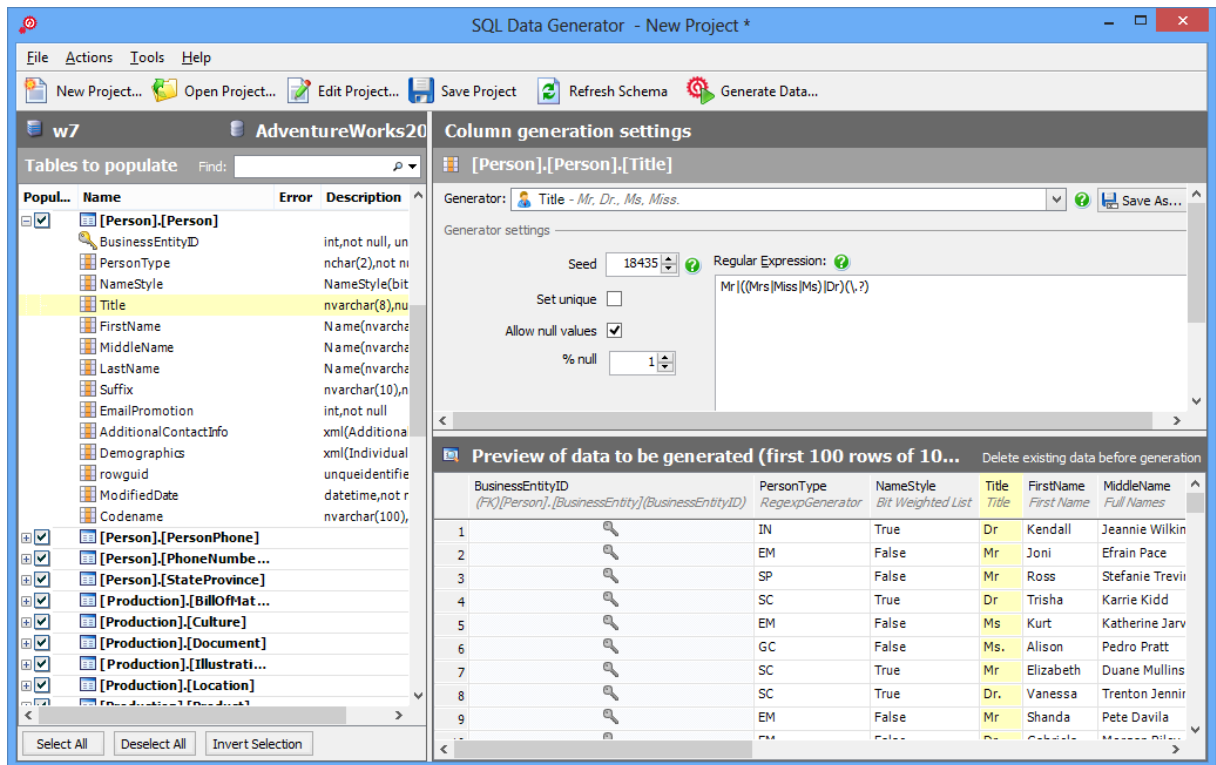 SQL Data Generator - New Project *
File Actions Tools Help
New Project... Open Project... Edit Project... Save Project Refresh Schema Generate Data...
w7 AdventureWorks20
Tables to populate Find:
Popul... Name Error Description
[Person].[Person]
BusinessEntityID int,not null, un
PersonType nchar(2),not nu
NameStyle NameStyle(bit
Title nvarchar(8),nu
FirstName Name(nvarcha
MiddleName Name(nvarcha
LastName Name(nvarcha
Suffix nvarchar(10),n
EmailPromotion int,not null
AdditionalContactInfo xml(Additiona
Demographics xml(Individual
rowguid unqueidentifie
ModifiedDate datetime,not r
Codename nvarchar(100),
[Person].[PersonPhone]
[Person].[PhoneNumbe...
[Person].[StateProvince]
[Production].[BillOfMat...
[Production].[Culture]
[Production].[Document]
[Production].[Illustrati...
[Production].[Location]
[Production].[Product]
Select All Deselect All Invert Selection
Column generation settings
[Person].[Person].[Title]
Generator: Title - Mr, Dr., Ms, Miss. Save As...
Generator settings
Seed 18435 Regular Expression:
Mr|((Mrs|Miss|Ms)|Dr)(\.?)
Set unique
Allow null values
% null 1
Preview of data to be generated (first 100 rows of 10... Delete existing data before generation
BusinessEntityID PersonType NameStyle Title FirstName MiddleName
(FK)[Person].[BusinessEntity](BusinessEntityID) RegexpGenerator Bit Weighted List Title First Name Full Names
1 IN True Dr Kendall Jeannie Wilkin
2 EM False Mr Joni Efrain Pace
3 SP False Mr Ross Stefanie Trevi
4 SC True Dr Trisha Karrie Kidd
5 EM False Ms Kurt Katherine Jarv
6 GC False Ms. Alison Pedro Pratt
7 SC True Mr Elizabeth Duane Mullins
8 SC True Dr. Vanessa Trenton Jennir
9 EM False Mr Shanda Pete Davila